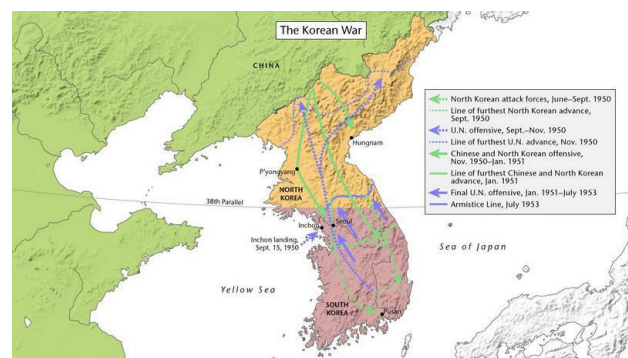 The Korean War
CHINA
Hungnam
P'yongyang
NORTH
KOREA
38th Parallel
Inchon
Seoul
Inchon landing,
Sept. 15, 1950
Yellow Sea
SOUTH
KOREA
Pusan
Sea of Japan
North Korean attack forces, June–Sept. 1950
Line of furthest North Korean advance,
Sept. 1950
U.N. offensive, Sept.–Nov. 1950
Line of furthest U.N. advance, Nov. 1950
Chinese and North Korean offensive,
Nov. 1950–Jan. 1951
Line of furthest Chinese and North Korean
advance, Jan. 1951
Final U.N. offensive, Jan. 1951–July 1953
Armistice Line, July 1953